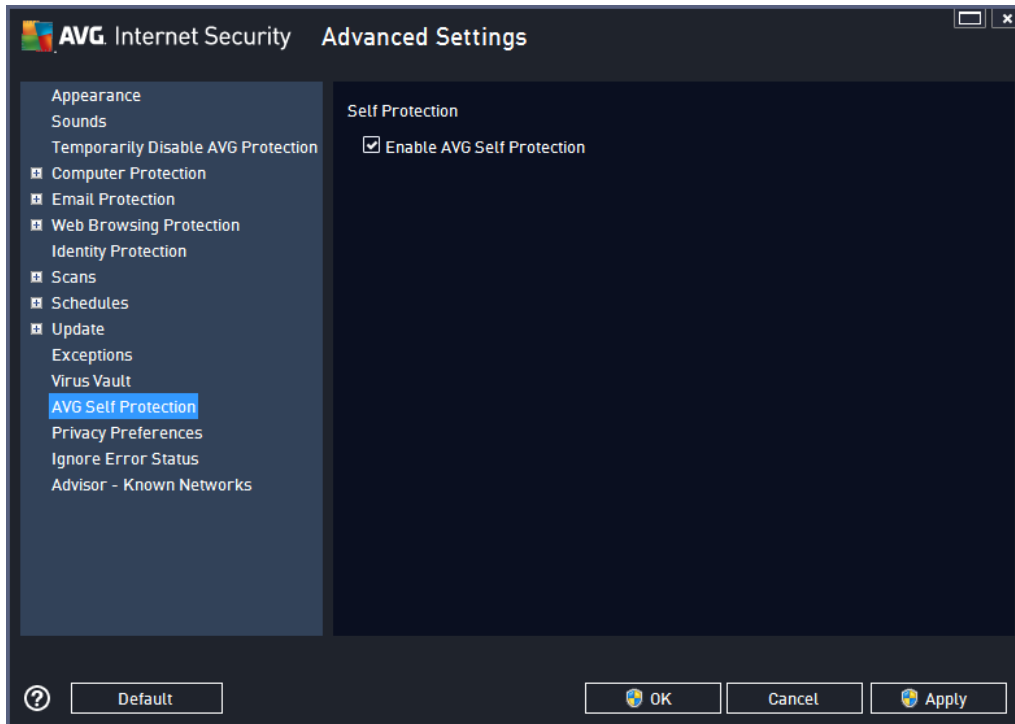 AVG. Internet Security Advanced Settings
Appearance
Sounds
Temporarily Disable AVG Protection
Computer Protection
Email Protection
Web Browsing Protection
Identity Protection
Scans
Schedules
Update
Exceptions
Virus Vault
AVG Self Protection
Privacy Preferences
Ignore Error Status
Advisor - Known Networks
Self Protection
Enable AVG Self Protection
? Default OK Cancel Apply